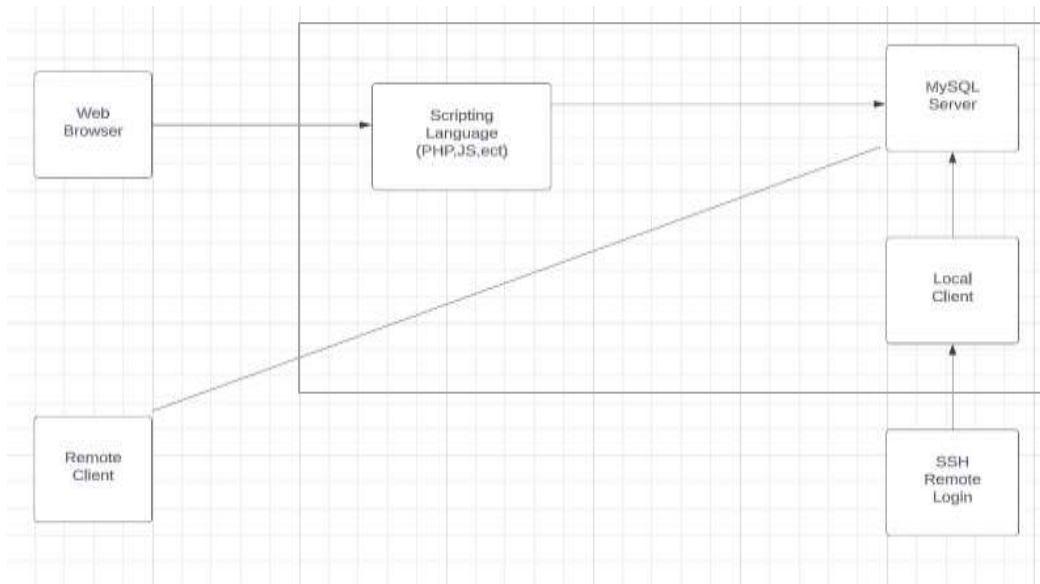 Web
Browser
Scripting
Language
(PHP,JS,ect)
MySQL
Server
Local
Client
Remote
Client
SSH
Remote
Login